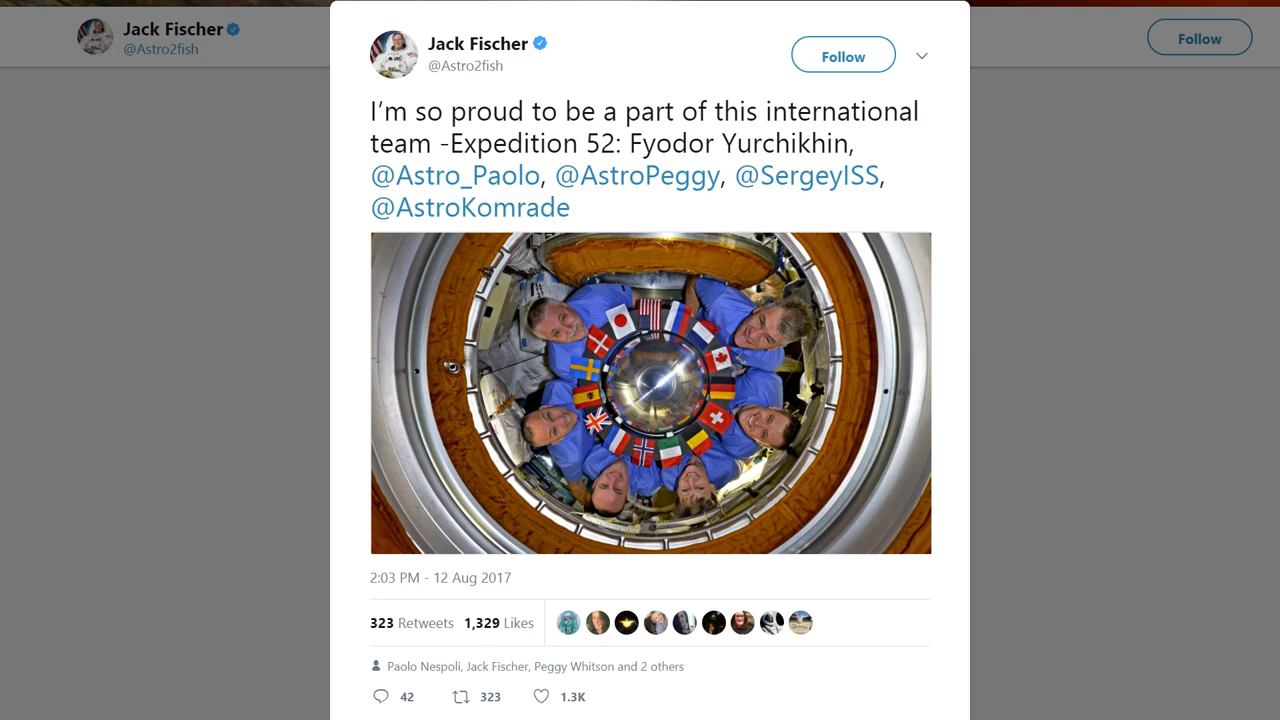 Jack Fischer
@Astro2fish
Follow
Jack Fischer
@Astro2fish
Follow
I’m so proud to be a part of this international
team -Expedition 52: Fyodor Yurchikhin,
@Astro_Paolo, @AstroPeggy, @SergeyISS,
@AstroKomrade
2:03 PM - 12 Aug 2017
323 Retweets 1,329 Likes
Paolo Nespoli, Jack Fischer, Peggy Whitson and 2 others
42 323 1.3K